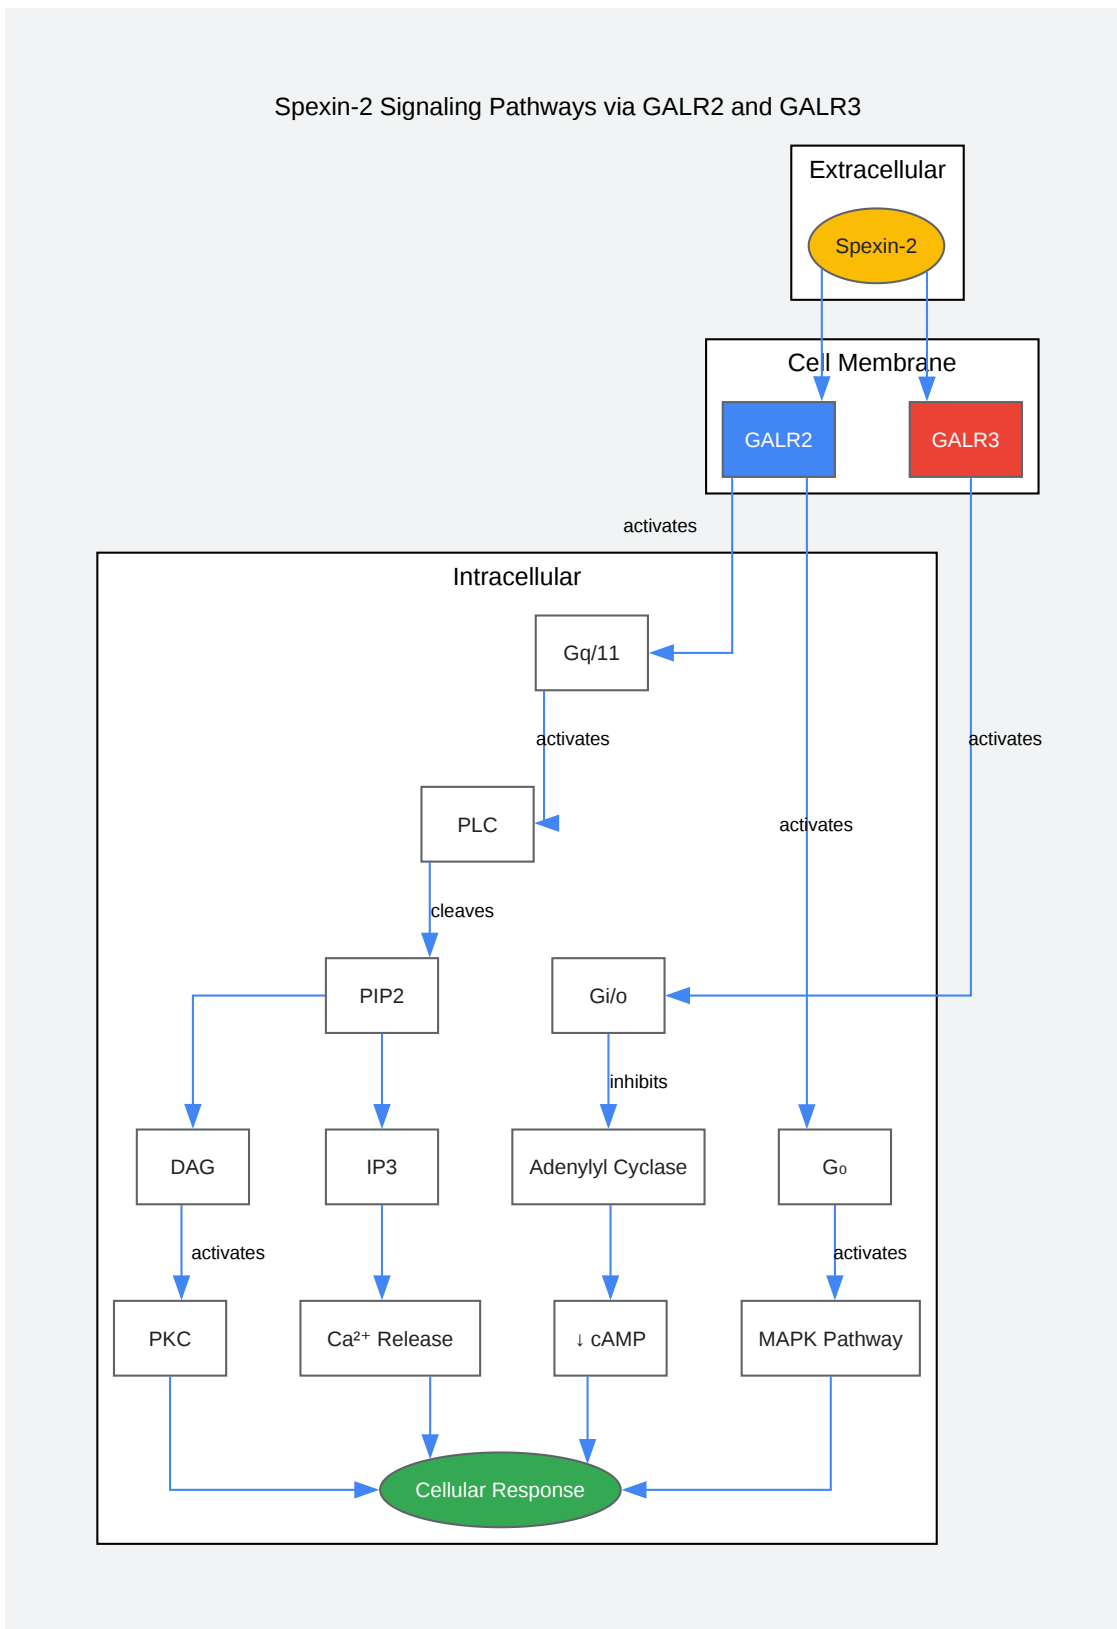 Spexin-2 Signaling Pathways via GALR2 and GALR3
Extracellular
Spexin-2
Cell Membrane
GALR2
GALR3
activates
Intracellular
Gq/11
activates
activates
PLC
activates
cleaves
PIP2
Gi/o
inhibits
DAG
IP3
Adenylyl Cyclase
G₀
activates
activates
PKC
Ca²⁺ Release
↓ cAMP
MAPK Pathway
Cellular Response